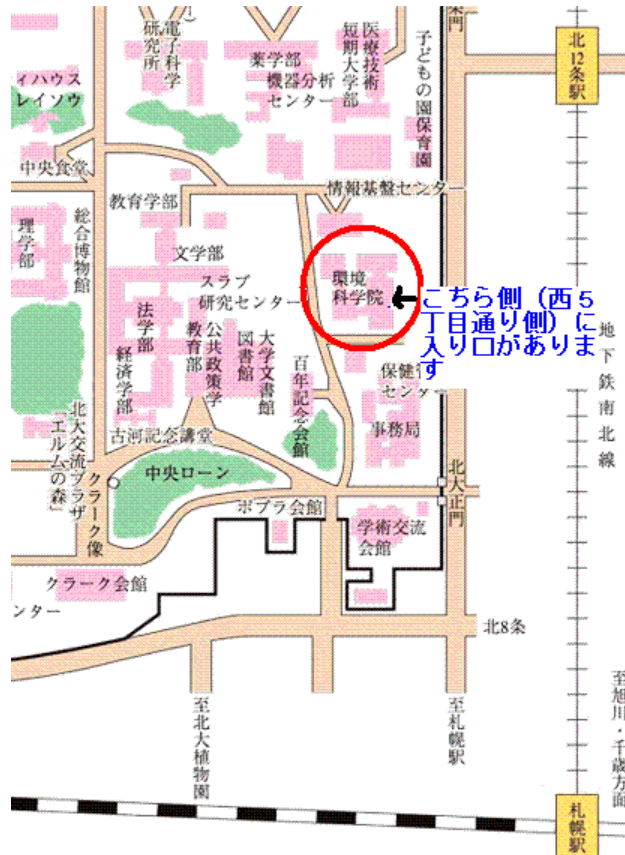 電子科学
研究所
薬学部
機器分析
センター
医療技術
短期大学部
子どもの園保育園
北12条駅
ィハウス
レイソウ
中央食堂
情報基盤センター
教育学部
理学部
総合博物館
文学部
スラブ
研究センター
環境
科学院
こちら側（西５
丁目通り側）に
入り口がありま
す
法学部
経済学部
公共政策学
教育部
図書館
大学文書館
百年記念会館
保健管
センター
事務局
地下鉄南北線
古河記念講堂
北大交流プラザ
「エルムの森」
クラーク像
中央ローン
ポプラ会館
学術交流
会館
北大正門
クラーク会館
ンター
北8条
至北大植物園
至札幌駅
至旭川・千歳方面
札幌駅